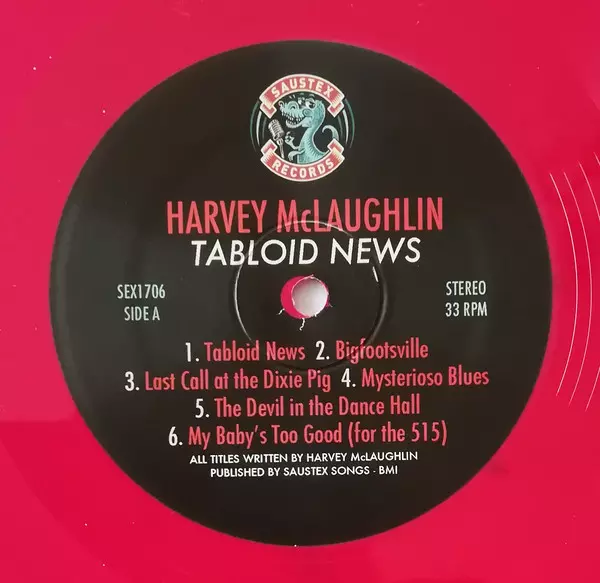 SAUSTEX
RECORDS
HARVEY McLAUGHLIN
TABLOID NEWS
SEX1706
SIDE A
STEREO
33 RPM
1. Tabloid News 2. Bigfootsville
3. Last Call at the Dixie Pig 4. Mysterioso Blues
5. The Devil in the Dance Hall
6. My Baby's Too Good (for the 515)
ALL TITLES WRITTEN BY HARVEY McLAUGHLIN
PUBLISHED BY SAUSTEX SONGS - BMI